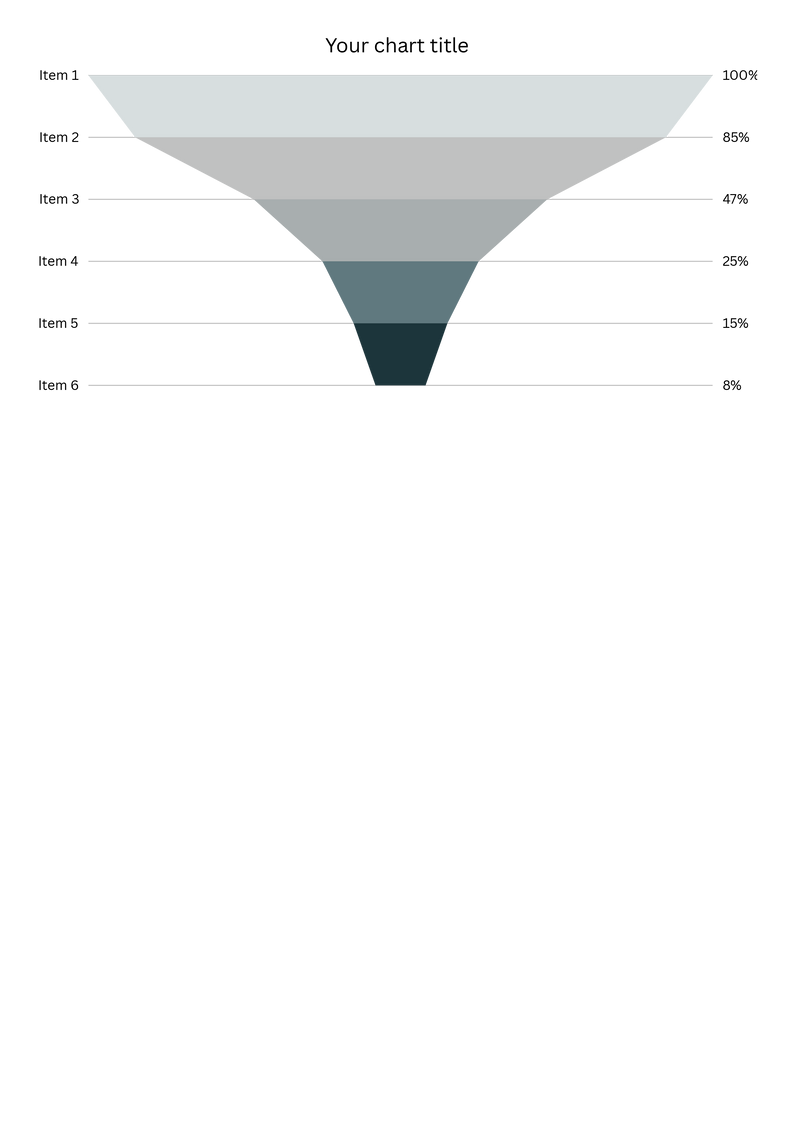 Your chart title
Item 1 100%
Item 2 85%
Item 3 47%
Item 4 25%
Item 5 15%
Item 6 8%